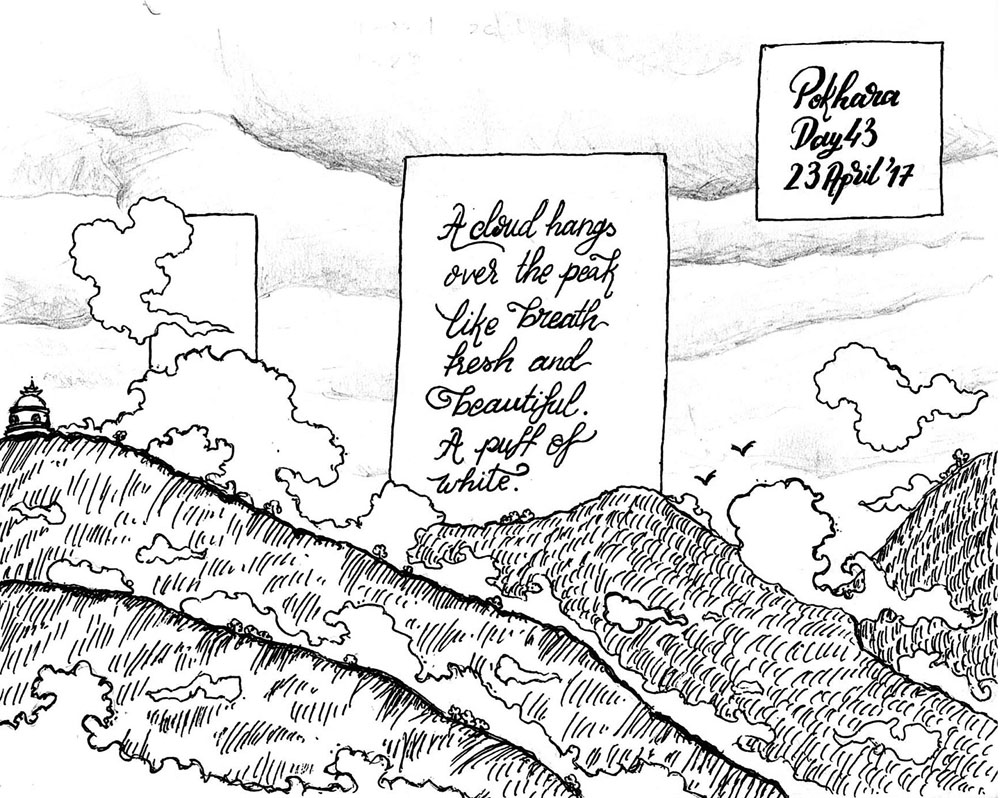 Pokhara
Day 43
23 April '17
A cloud hangs
over the peak
like breath
fresh and
beautiful.
A puff of
white.